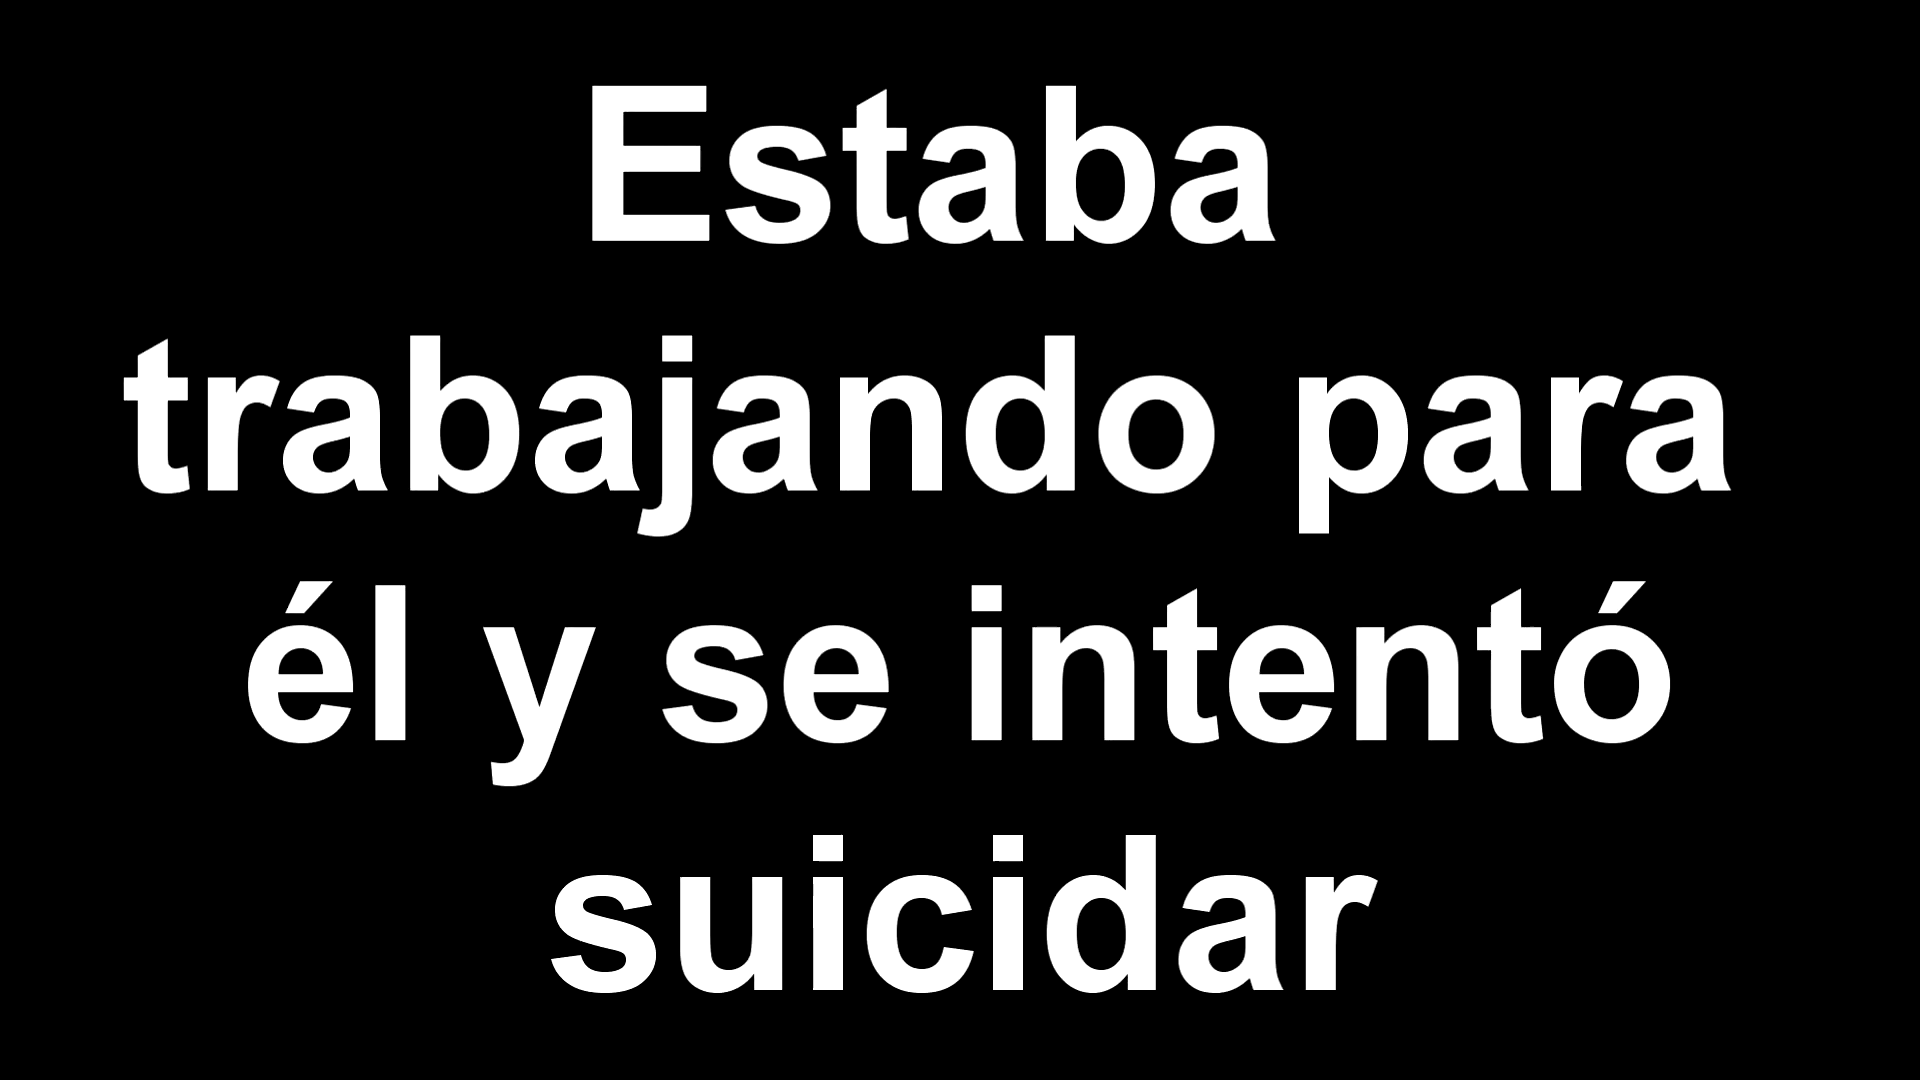 Estaba
trabajando para
él y se intentó
suicidar